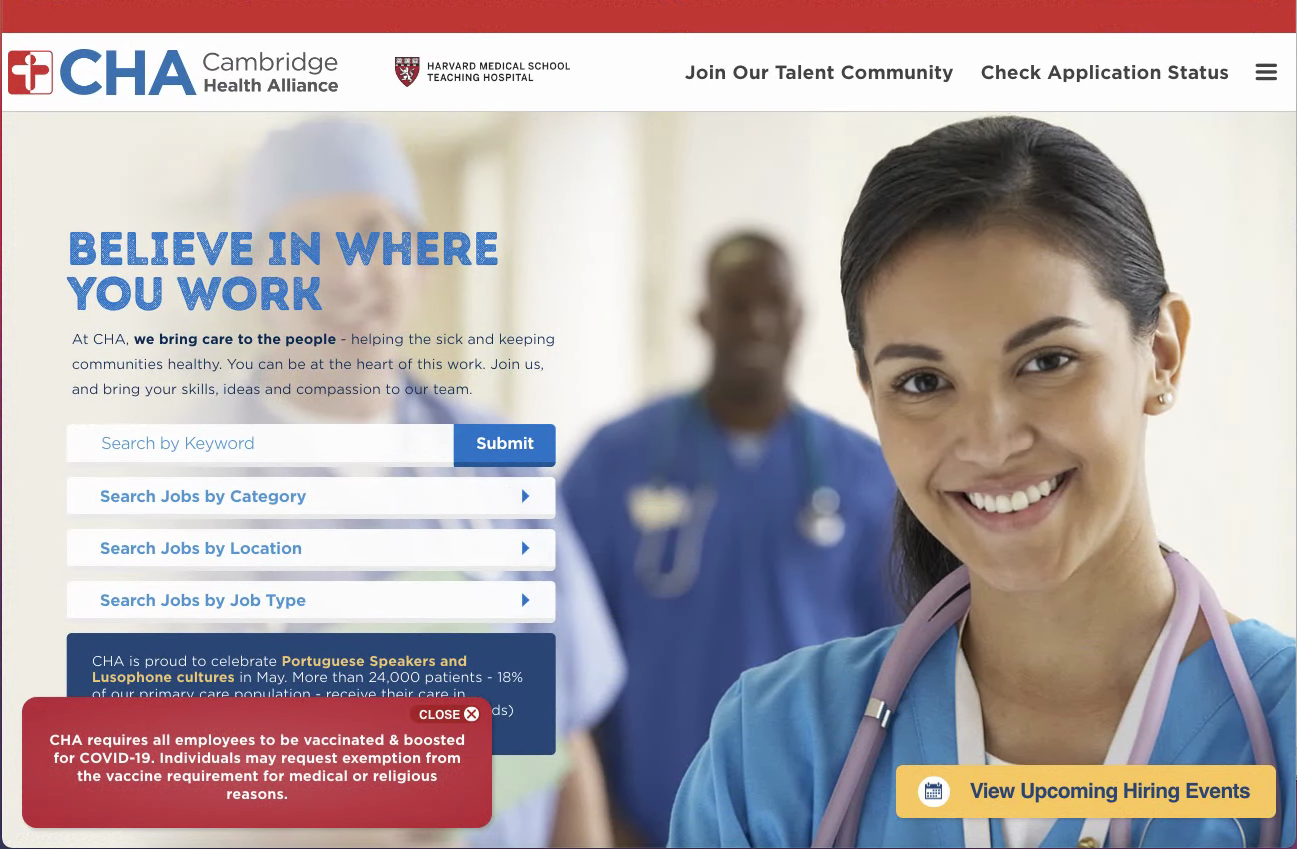 CHA Cambridge
Health Alliance
HARVARD MEDICAL SCHOOL
TEACHING HOSPITAL
Join Our Talent Community
Check Application Status
BELIEVE IN WHERE
YOU WORK
At CHA, we bring care to the people - helping the sick and keeping
communities healthy. You can be at the heart of this work. Join us,
and bring your skills, ideas and compassion to our team.
Search by Keyword
Submit
Search Jobs by Category
Search Jobs by Location
Search Jobs by Job Type
CHA is proud to celebrate Portuguese Speakers and
Lusophone cultures in May. More than 24,000 patients - 18%
of our primary care population - receive their care in
ds)
CLOSE
CHA requires all employees to be vaccinated & boosted
for COVID-19. Individuals may request exemption from
the vaccine requirement for medical or religious
reasons.
View Upcoming Hiring Events